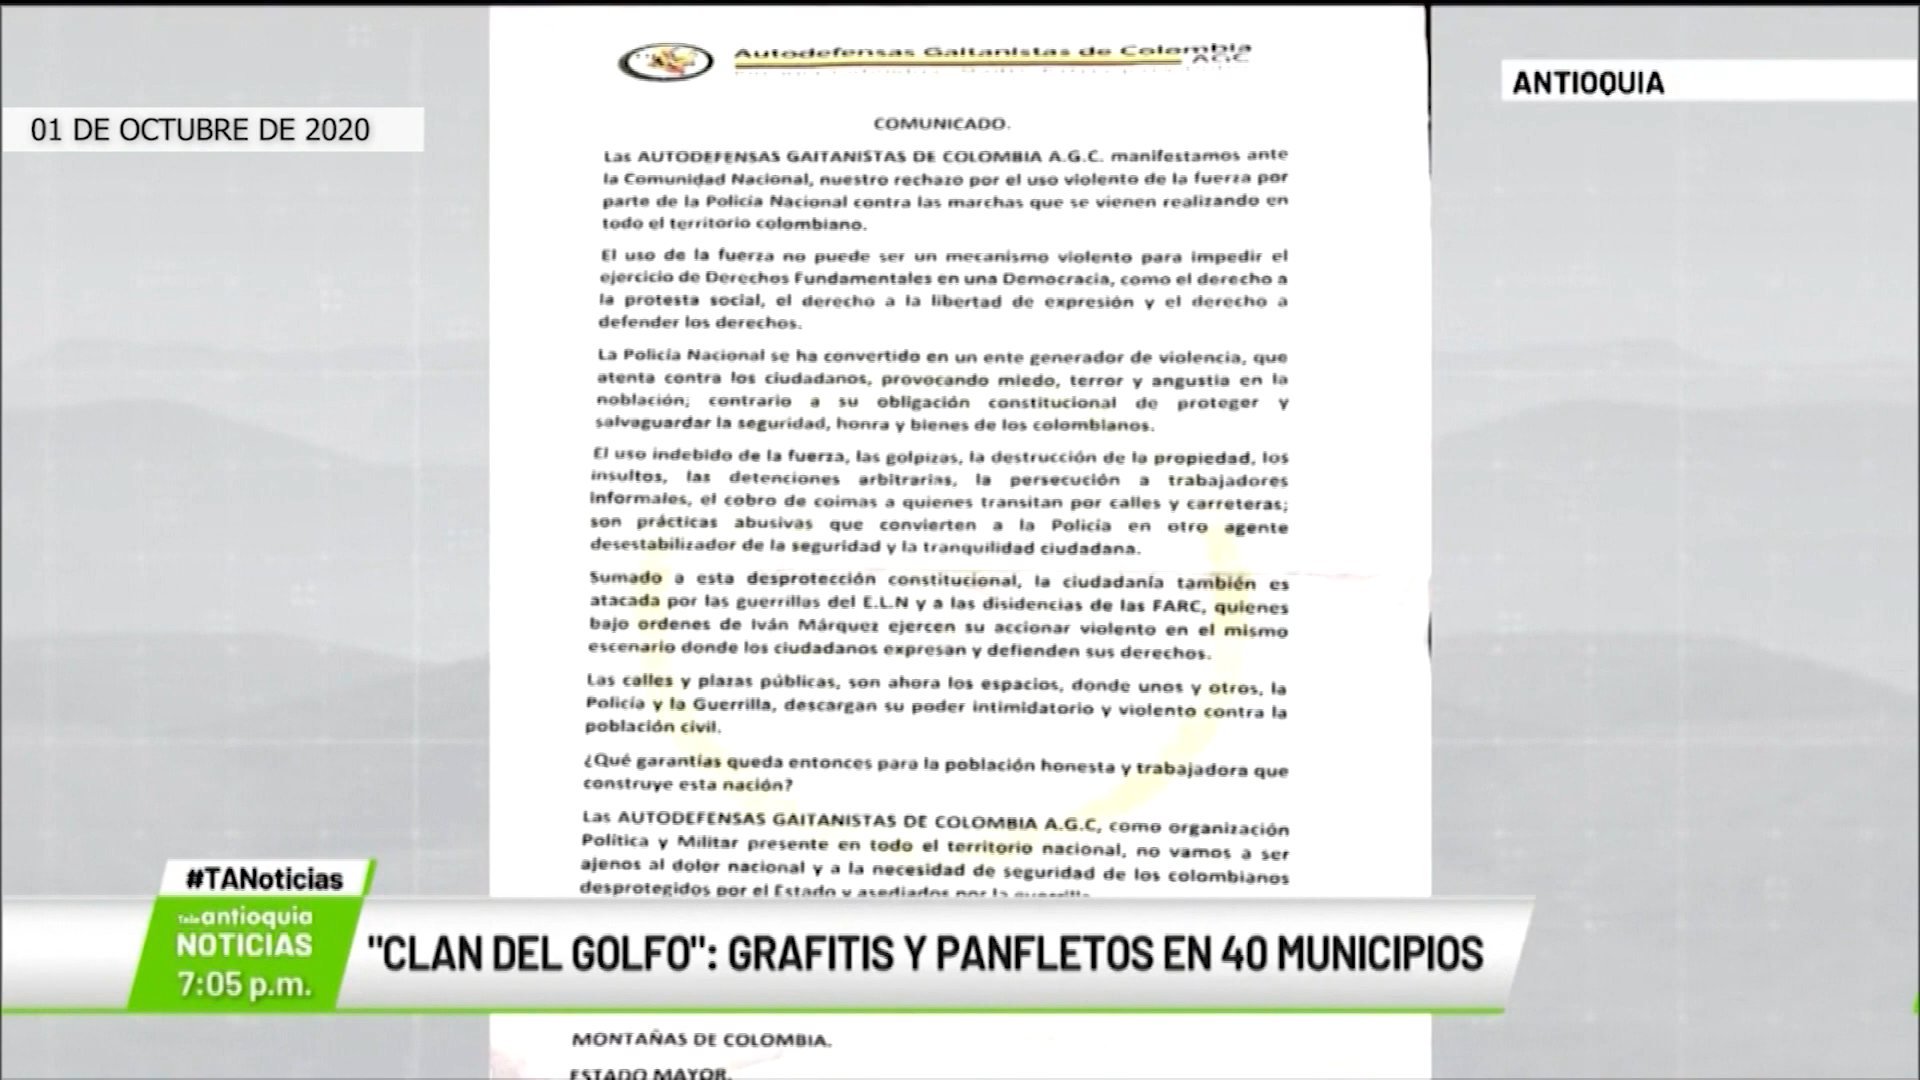 Autodefensas Gaitanistas de Colombia
AGC
ANTIOQUIA
01 DE OCTUBRE DE 2020
COMUNICADO.
Las AUTODEFENSAS GAITANISTAS DE COLOMBIA A.G.C. manifestamos ante
la Comunidad Nacional, nuestro rechazo por el uso violento de la fuerza por
parte de la Policía Nacional contra las marchas que se vienen realizando en
todo el territorio colombiano.
El uso de la fuerza no puede ser un mecanismo violento para impedir el
ejercicio de Derechos Fundamentales en una Democracia, como el derecho a
la protesta social, el derecho a la libertad de expresión y el derecho a
defender los derechos.
La Policía Nacional se ha convertido en un ente generador de violencia, que
atenta contra los ciudadanos, provocando miedo, terror y angustia en la
noblación; contrario a su obligación constitucional de proteger y
salvaguardar la seguridad, honra y bienes de los colombianos.
El uso indebido de la fuerza, las golpizas, la destrucción de la propiedad, los
insultos, las detenciones arbitrarias, la persecución a trabajadores
informales, el cobro de coimas a quienes transitan por calles y carreteras;
son prácticas abusivas que convierten a la Policía en otro agente
desestabilizador de la seguridad y la tranquilidad ciudadana.
Sumado a esta desprotección constitucional, la ciudadanía también es
atacada por las guerrillas del E.L.N y a las disidencias de las FARC, quienes
bajo ordenes de Iván Márquez ejercen su accionar violento en el mismo
escenario donde los ciudadanos expresan y defienden sus derechos.
Las calles y plazas públicas, son ahora los espacios, donde unos y otros, la
Policía y la Guerrilla, descargan su poder intimidatorio y violento contra la
población civil.
¿Qué garantías queda entonces para la población honesta y trabajadora que
construye esta nación?
Las AUTODEFENSAS GAITANISTAS DE COLOMBIA A.G.C, como organización
Política y Militar presente en todo el territorio nacional, no vamos a ser
ajenos al dolor nacional y a la necesidad de seguridad de los colombianos
desprotegidos por el Estado y asediados por la guerrilla
#TANoticias
Teleantioquia
NOTICIAS
7:05 p.m.
"CLAN DEL GOLFO": GRAFITIS Y PANFLETOS EN 40 MUNICIPIOS
MONTAÑAS DE COLOMBIA.
ESTADO MAYOR.